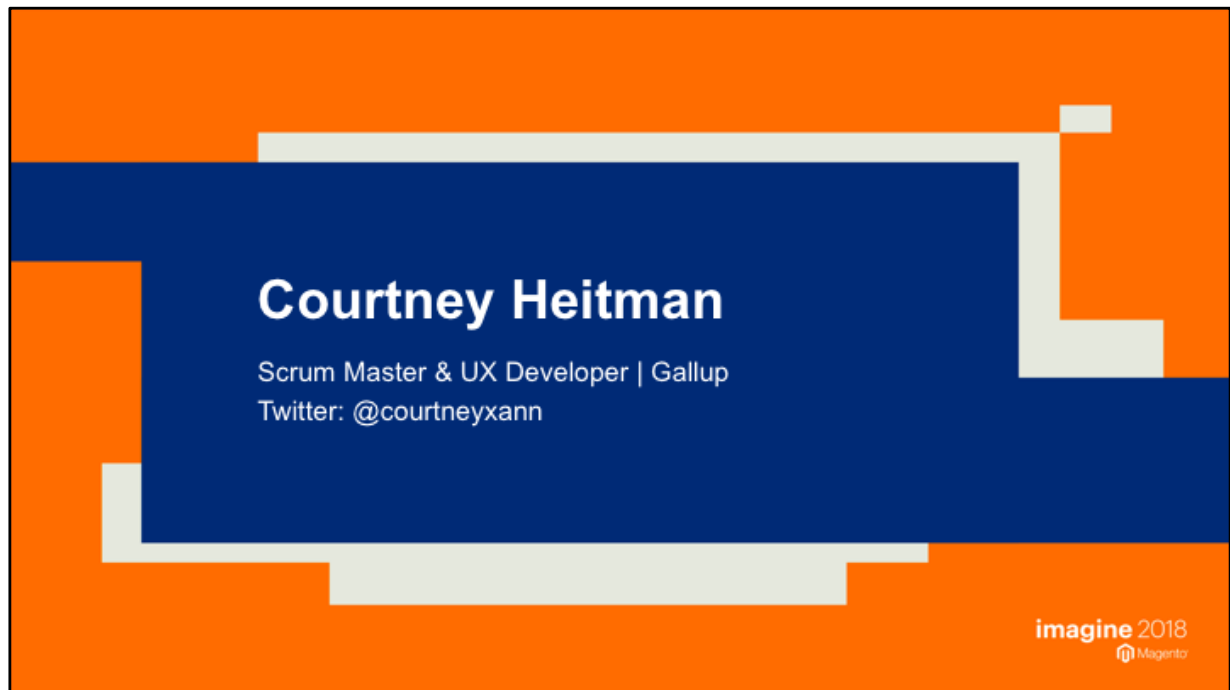 Courtney Heitman
Scrum Master & UX Developer | Gallup
Twitter: @courtneyxann
imagine 2018
Magento